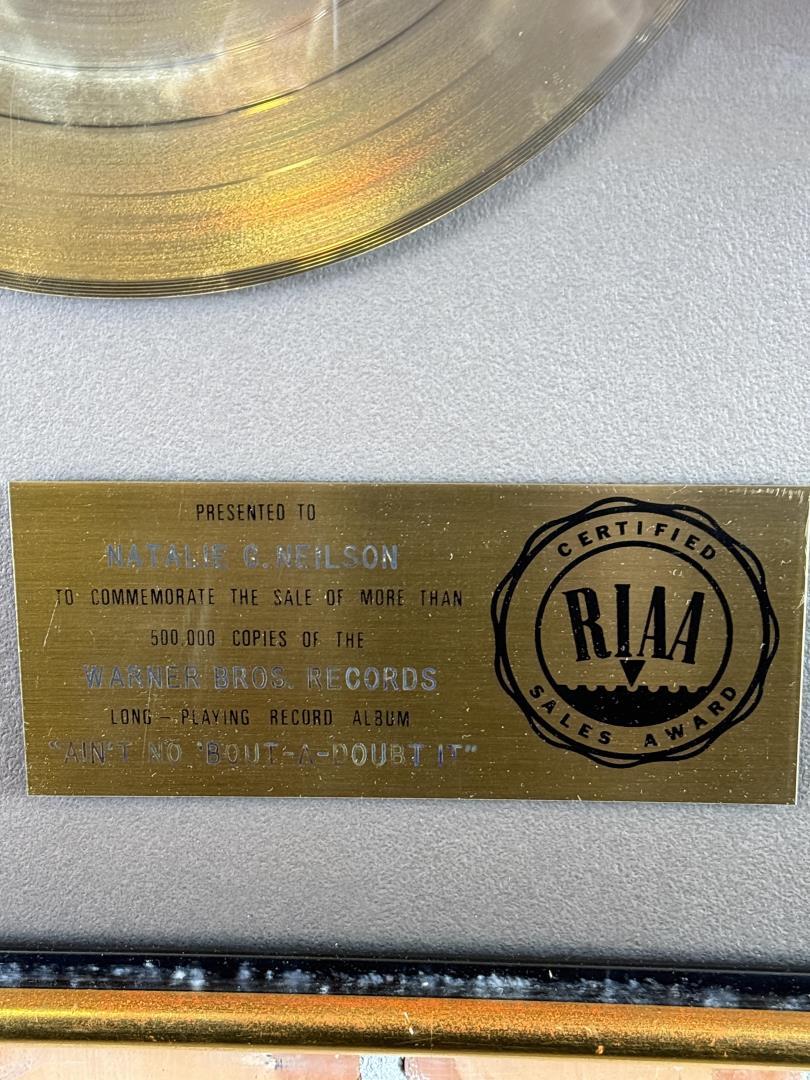 PRESENTED TO
NATALIE G. NEILSON
TO COMMEMORATE THE SALE OF MORE THAN
500,000 COPIES OF THE
WARNER BROS. RECORDS
LONG-PLAYING RECORD ALBUM
"AIN'T NO 'BOUT-A-DOUBT IT"
CERTIFIED
RIAA
SALES AWARD